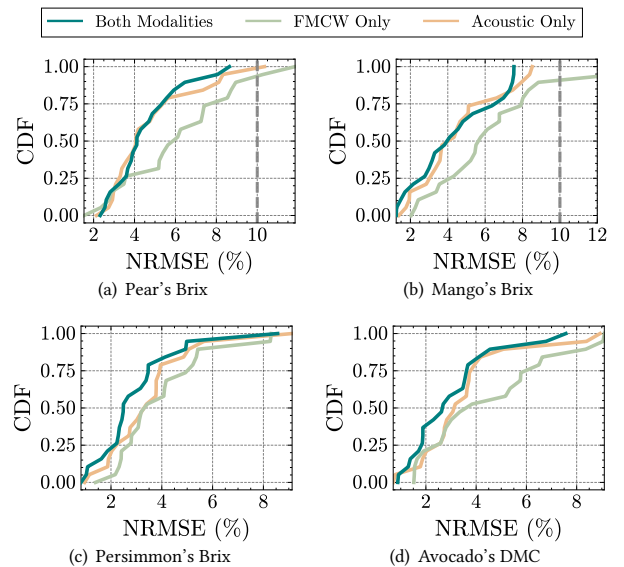 Both Modalities FMCW Only Acoustic Only
1.00
0.75
0.50
0.25
0.00
CDF
2 4 6 8 10
NRMSE (%)
(a) Pear's Brix
1.00
0.75
0.50
0.25
0.00
CDF
2 4 6 8 10 12
NRMSE (%)
(b) Mango's Brix
1.00
0.75
0.50
0.25
0.00
CDF
2 4 6 8
NRMSE (%)
(c) Persimmon's Brix
1.00
0.75
0.50
0.25
0.00
CDF
2 4 6 8
NRMSE (%)
(d) Avocado's DMC